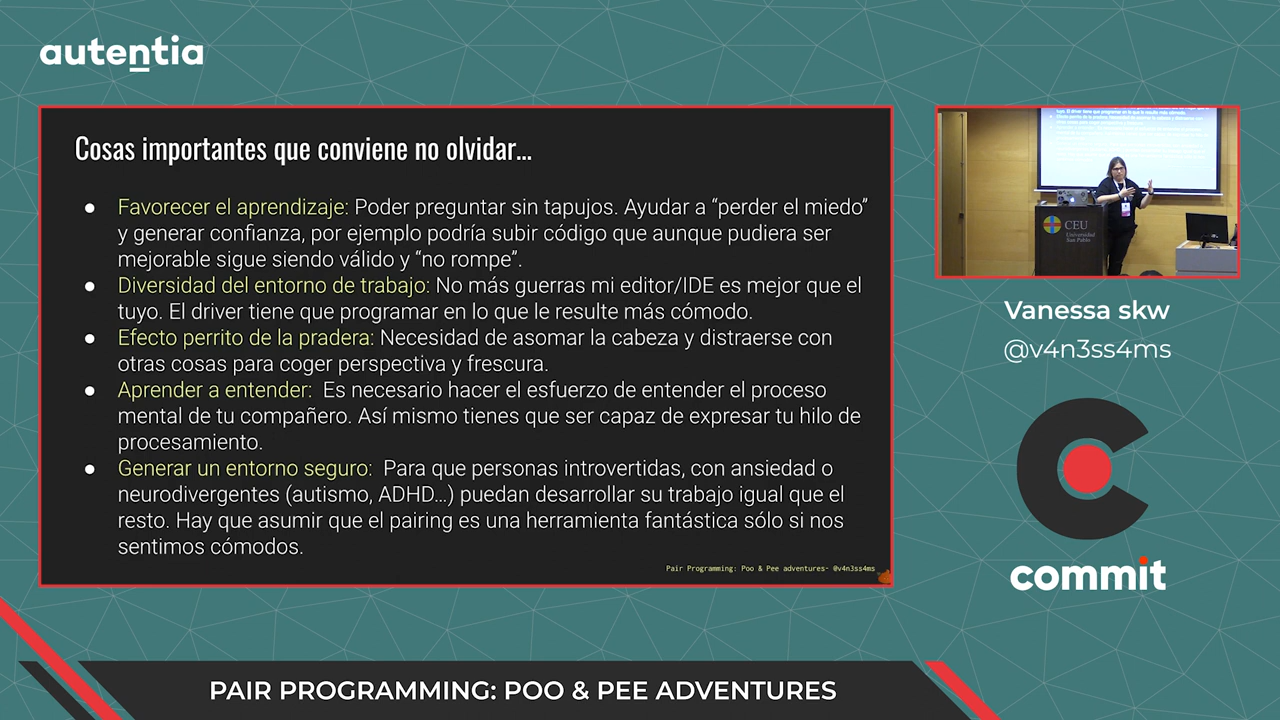 autentia
Cosas importantes que conviene no olvidar...
● Favorecer el aprendizaje: Poder preguntar sin tapujos. Ayudar a “perder el miedo”
y generar confianza, por ejemplo podría subir código que aunque pudiera ser
mejorable sigue siendo válido y “no rompe”.
● Diversidad del entorno de trabajo: No más guerras mi editor/IDE es mejor que el
tuyo. El driver tiene que programar en lo que le resulte más cómodo.
● Efecto perrito de la pradera: Necesidad de asomar la cabeza y distraerse con
otras cosas para coger perspectiva y frescura.
● Aprender a entender: Es necesario hacer el esfuerzo de entender el proceso
mental de tu compañero. Así mismo tienes que ser capaz de expresar tu hilo de
procesamiento.
● Generar un entorno seguro: Para que personas introvertidas, con ansiedad o
neurodivergentes (autismo, ADHD...) puedan desarrollar su trabajo igual que el
resto. Hay que asumir que el pairing es una herramienta fantástica sólo si nos
sentimos cómodos.
Pair Programming: Poo & Pee adventures- @v4n3ss4ms
CEU
Universidad
San Pablo
Vanessa skw
@v4n3ss4ms
commit
PAIR PROGRAMMING: POO & PEE ADVENTURES